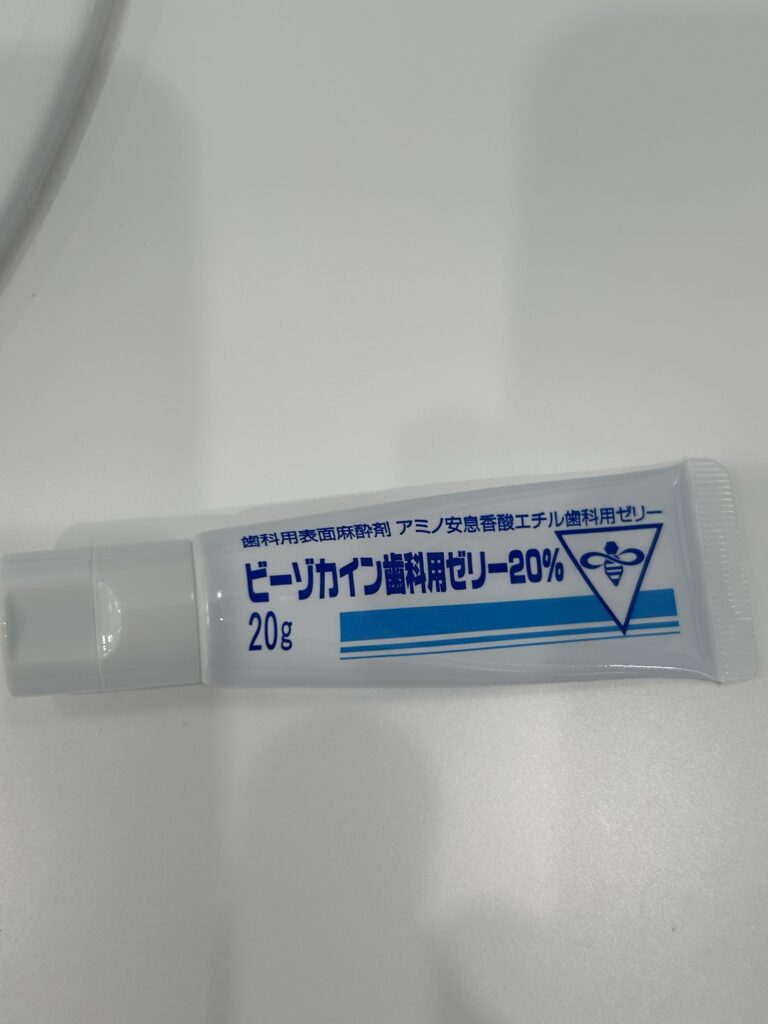 歯科用表面麻酔剤 アミノ安息香酸エチル歯科用ゼリー
ビーゾカイン歯科用ゼリー20%
20g